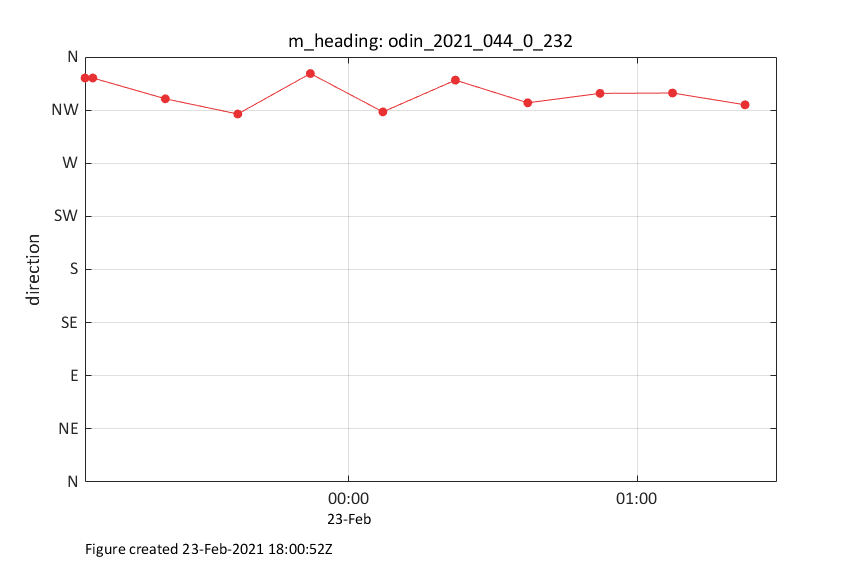 m_heading: odin_2021_044_0_232
N
NW
W
SW
S
SE
E
NE
N
direction
00:00
01:00
23-Feb
Figure created 23-Feb-2021 18:00:52Z